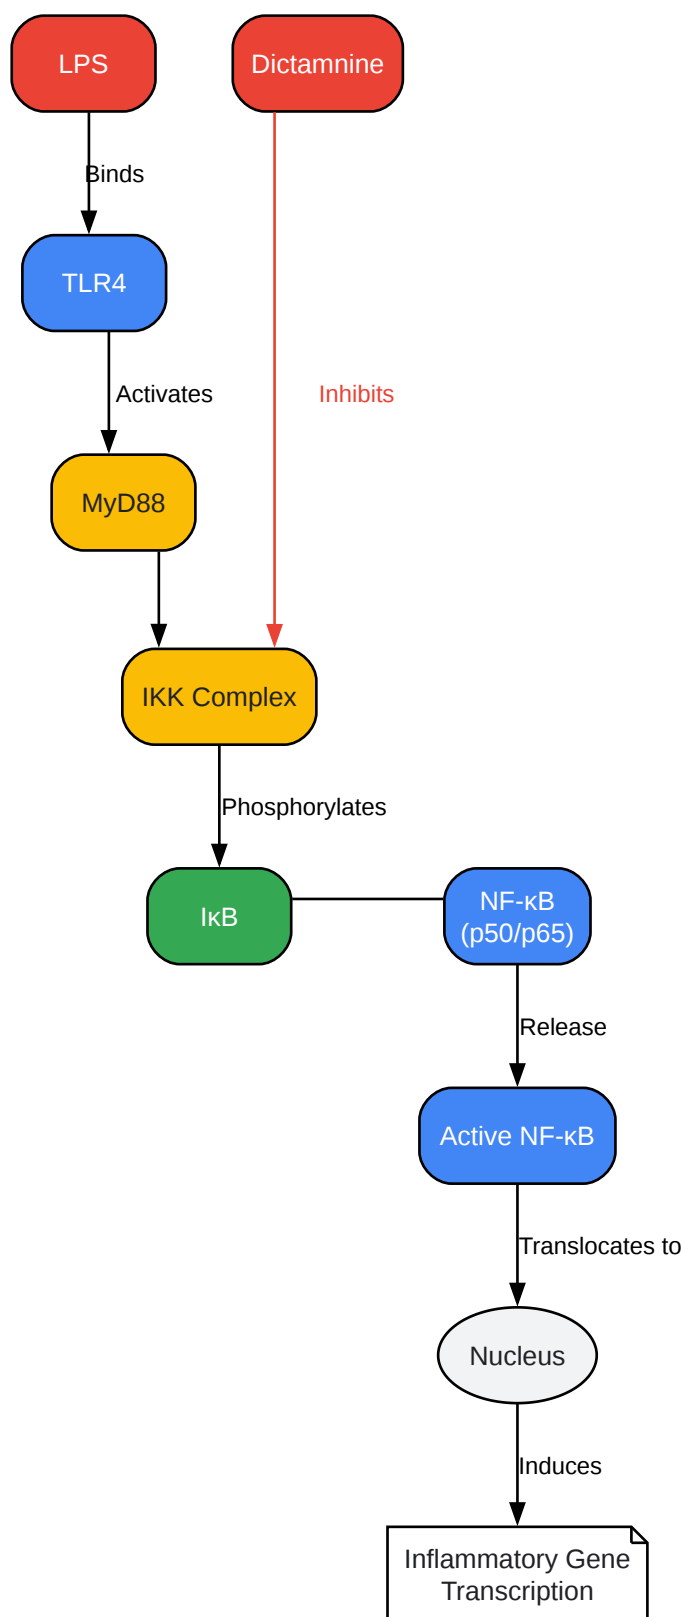 LPS
Dictamnine
Binds
TLR4
Activates
Inhibits
MyD88
IKK Complex
Phosphorylates
IκB
NF-κB
(p50/p65)
Release
Active NF-κB
Translocates to
Nucleus
Induces
Inflammatory Gene
Transcription